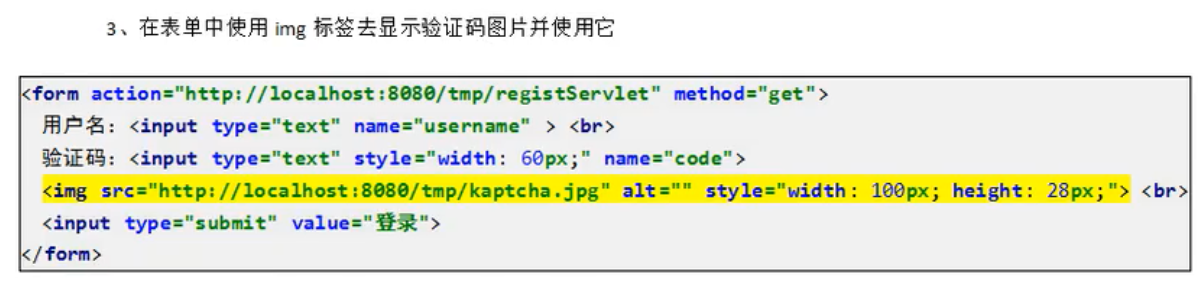 3、在表单中使用 img 标签去显示验证码图片并使用它
<form action="http://localhost:8080/tmp/registServlet" method="get">
用户名：<input type="text" name="username" > <br>
验证码：<input type="text" style="width: 60px;" name="code">
<img src="http://localhost:8080/tmp/kaptcha.jpg" alt="" style="width: 100px; height: 28px;"> <br>
<input type="submit" value="登录">
</form>